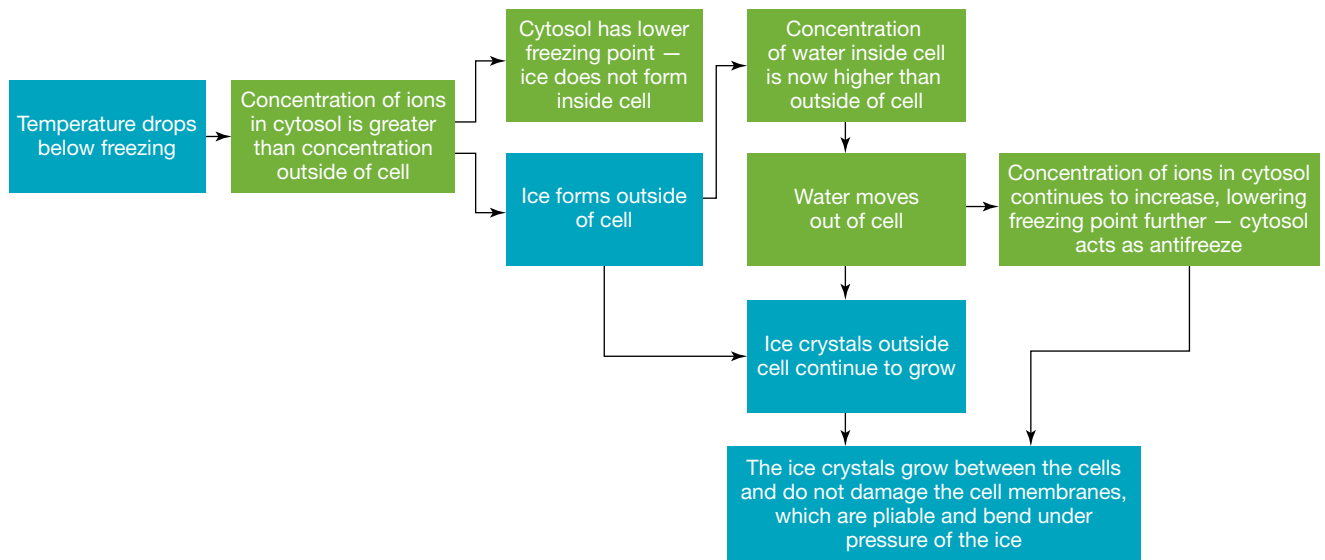 Temperature drops
below freezing
Concentration of ions
in cytosol is greater
than concentration
outside of cell
Cytosol has lower
freezing point —
ice does not form
inside cell
Ice forms outside
of cell
Concentration
of water inside cell
is now higher than
outside of cell
Water moves
out of cell
Concentration of ions in cytosol
continues to increase, lowering
freezing point further — cytosol
acts as antifreeze
Ice crystals outside
cell continue to grow
The ice crystals grow between the cells
and do not damage the cell membranes,
which are pliable and bend under
pressure of the ice